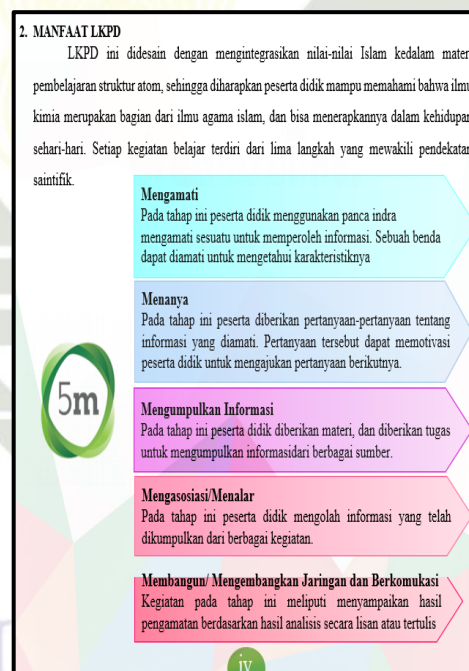 2. MANFAAT LKPD
LKPD ini didesain dengan mengintegrasikan nilai-nilai Islam kedalam mater
pembelajaran struktur atom, sehingga diharapkan peserta didik mampu memahami bahwa ilmu
kimia merupakan bagian dari ilmu agama islam, dan bisa menerapkannya dalam kehidupan
sehari-hari. Setiap kegiatan belajar terdiri dari lima langkah yang mewakili pendekatan
saintifik.
Mengamati
Pada tahap ini peserta didik menggunakan panca indra
mengamati sesuatu untuk memperoleh informasi. Sebuah benda
dapat diamati untuk mengetahui karakteristiknya
Menanya
Pada tahap ini peserta diberikan pertanyaan-pertanyaan tentang
informasi yang diamati. Pertanyaan tersebut dapat memotivasi
peserta didik untuk mengajukan pertanyaan berikutnya.
5m
Mengumpulkan Informasi
Pada tahap ini peserta didik diberikan materi, dan diberikan tugas
untuk mengumpulkan informasidari berbagai sumber.
Mengasosiasi/Menalar
Pada tahap ini peserta didik mengolah informasi yang telah
dikumpulkan dari berbagai kegiatan.
Membangun/ Mengembangkan Jaringan dan Berkomukasi
Kegiatan pada tahap ini meliputi menyampaikan hasil
pengamatan berdasarkan hasil analisis secara lisan atau tertulis
iv